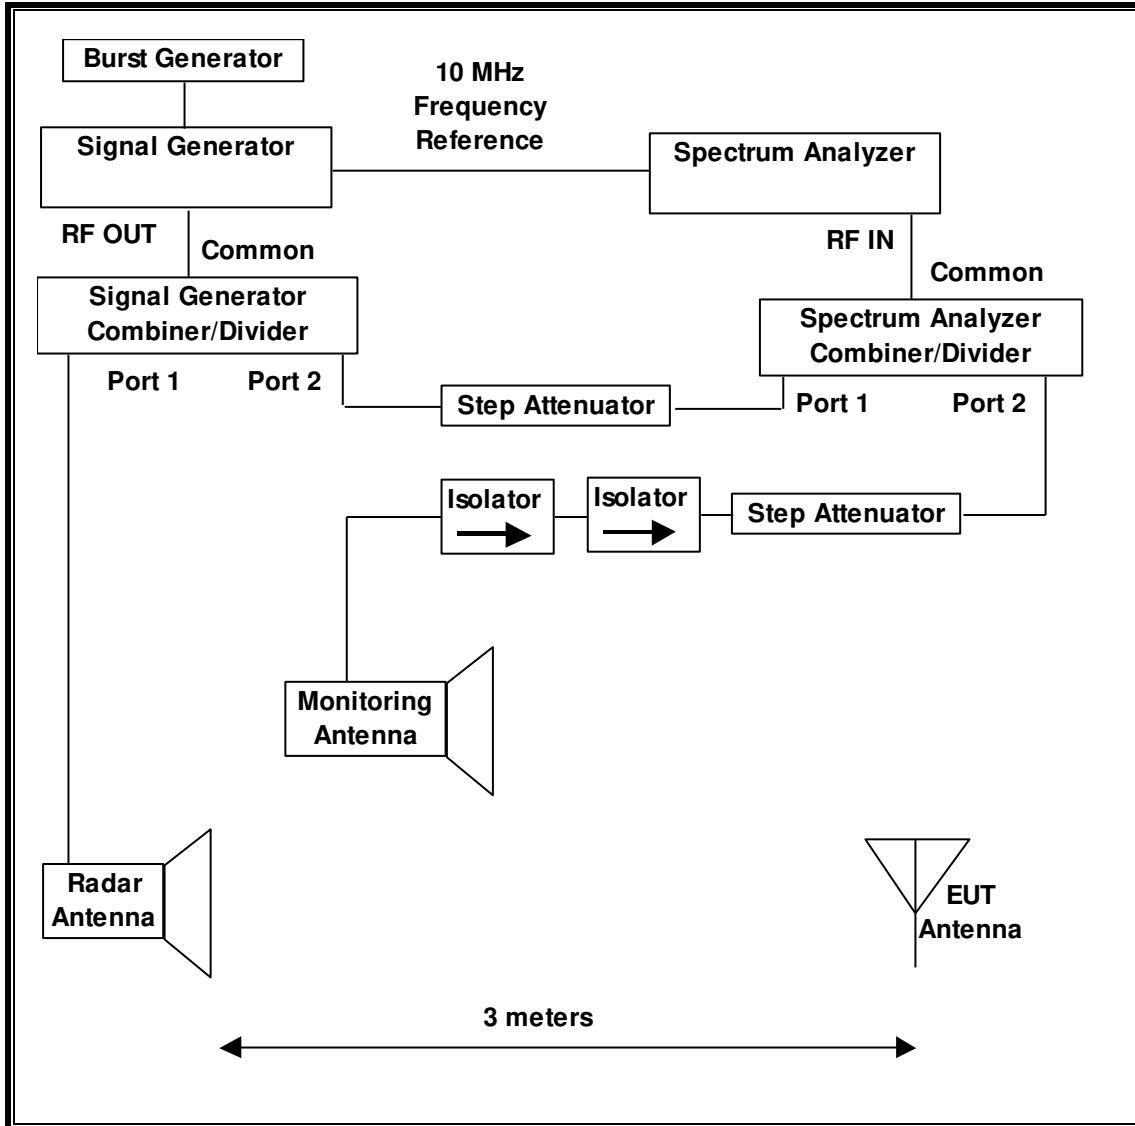 Burst Generator
10 MHz
Frequency
Reference
Signal Generator
Spectrum Analyzer
RF OUT
Common
RF IN
Common
Signal Generator
Combiner/Divider
Spectrum Analyzer
Combiner/Divider
Port 1
Port 2
Step Attenuator
Port 1
Port 2
Isolator
Isolator
Step Attenuator
Monitoring
Antenna
Radar
Antenna
EUT
Antenna
3 meters